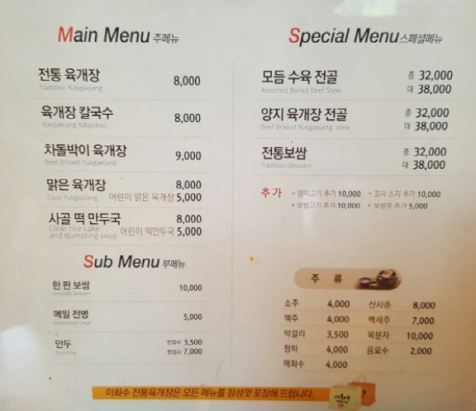 Main Menu 주메뉴
전통 육개장 8,000
Tradition Yukgaejang
육개장 칼국수 8,000
Yukgaejang Kalguksu
차돌박이 육개장 9,000
Beef Brisket Yukgaejang
맑은 육개장 8,000
Clear Yukgaejang 어린이 맑은 육개장 5,000
사골 떡 만두국 8,000
Clear rice cake
and dumpling soup 어린이 떡만두국 5,000
Sub Menu 부메뉴
한 판 보쌈 10,000
메밀 전병 5,000
만두 3,500
7,000
Special Menu 스페셜메뉴
모듬 수육 전골 중 32,000
Assorted Boiled Beef Stew 대 38,000
양지 육개장 전골 중 32,000
Beef Brisket Yukgaejang stew 대 38,000
전통보쌈 중 32,000
Tradition Bossam 대 38,000
추가 • 양지고기 추가 10,000 • 꼬리·스지 추가 10,000
• 보쌈고기 추가 10,000 • 보쌈무 추가 5,000
주 류
소주 4,000 산사춘 8,000
맥주 4,000 백세주 7,000
막걸리 3,500 복분자 10,000
청하 4,000 음료수 2,000
매화수 4,000
이화수 전통육개장은 모든 메뉴를 정성껏 포장해 드립니다.